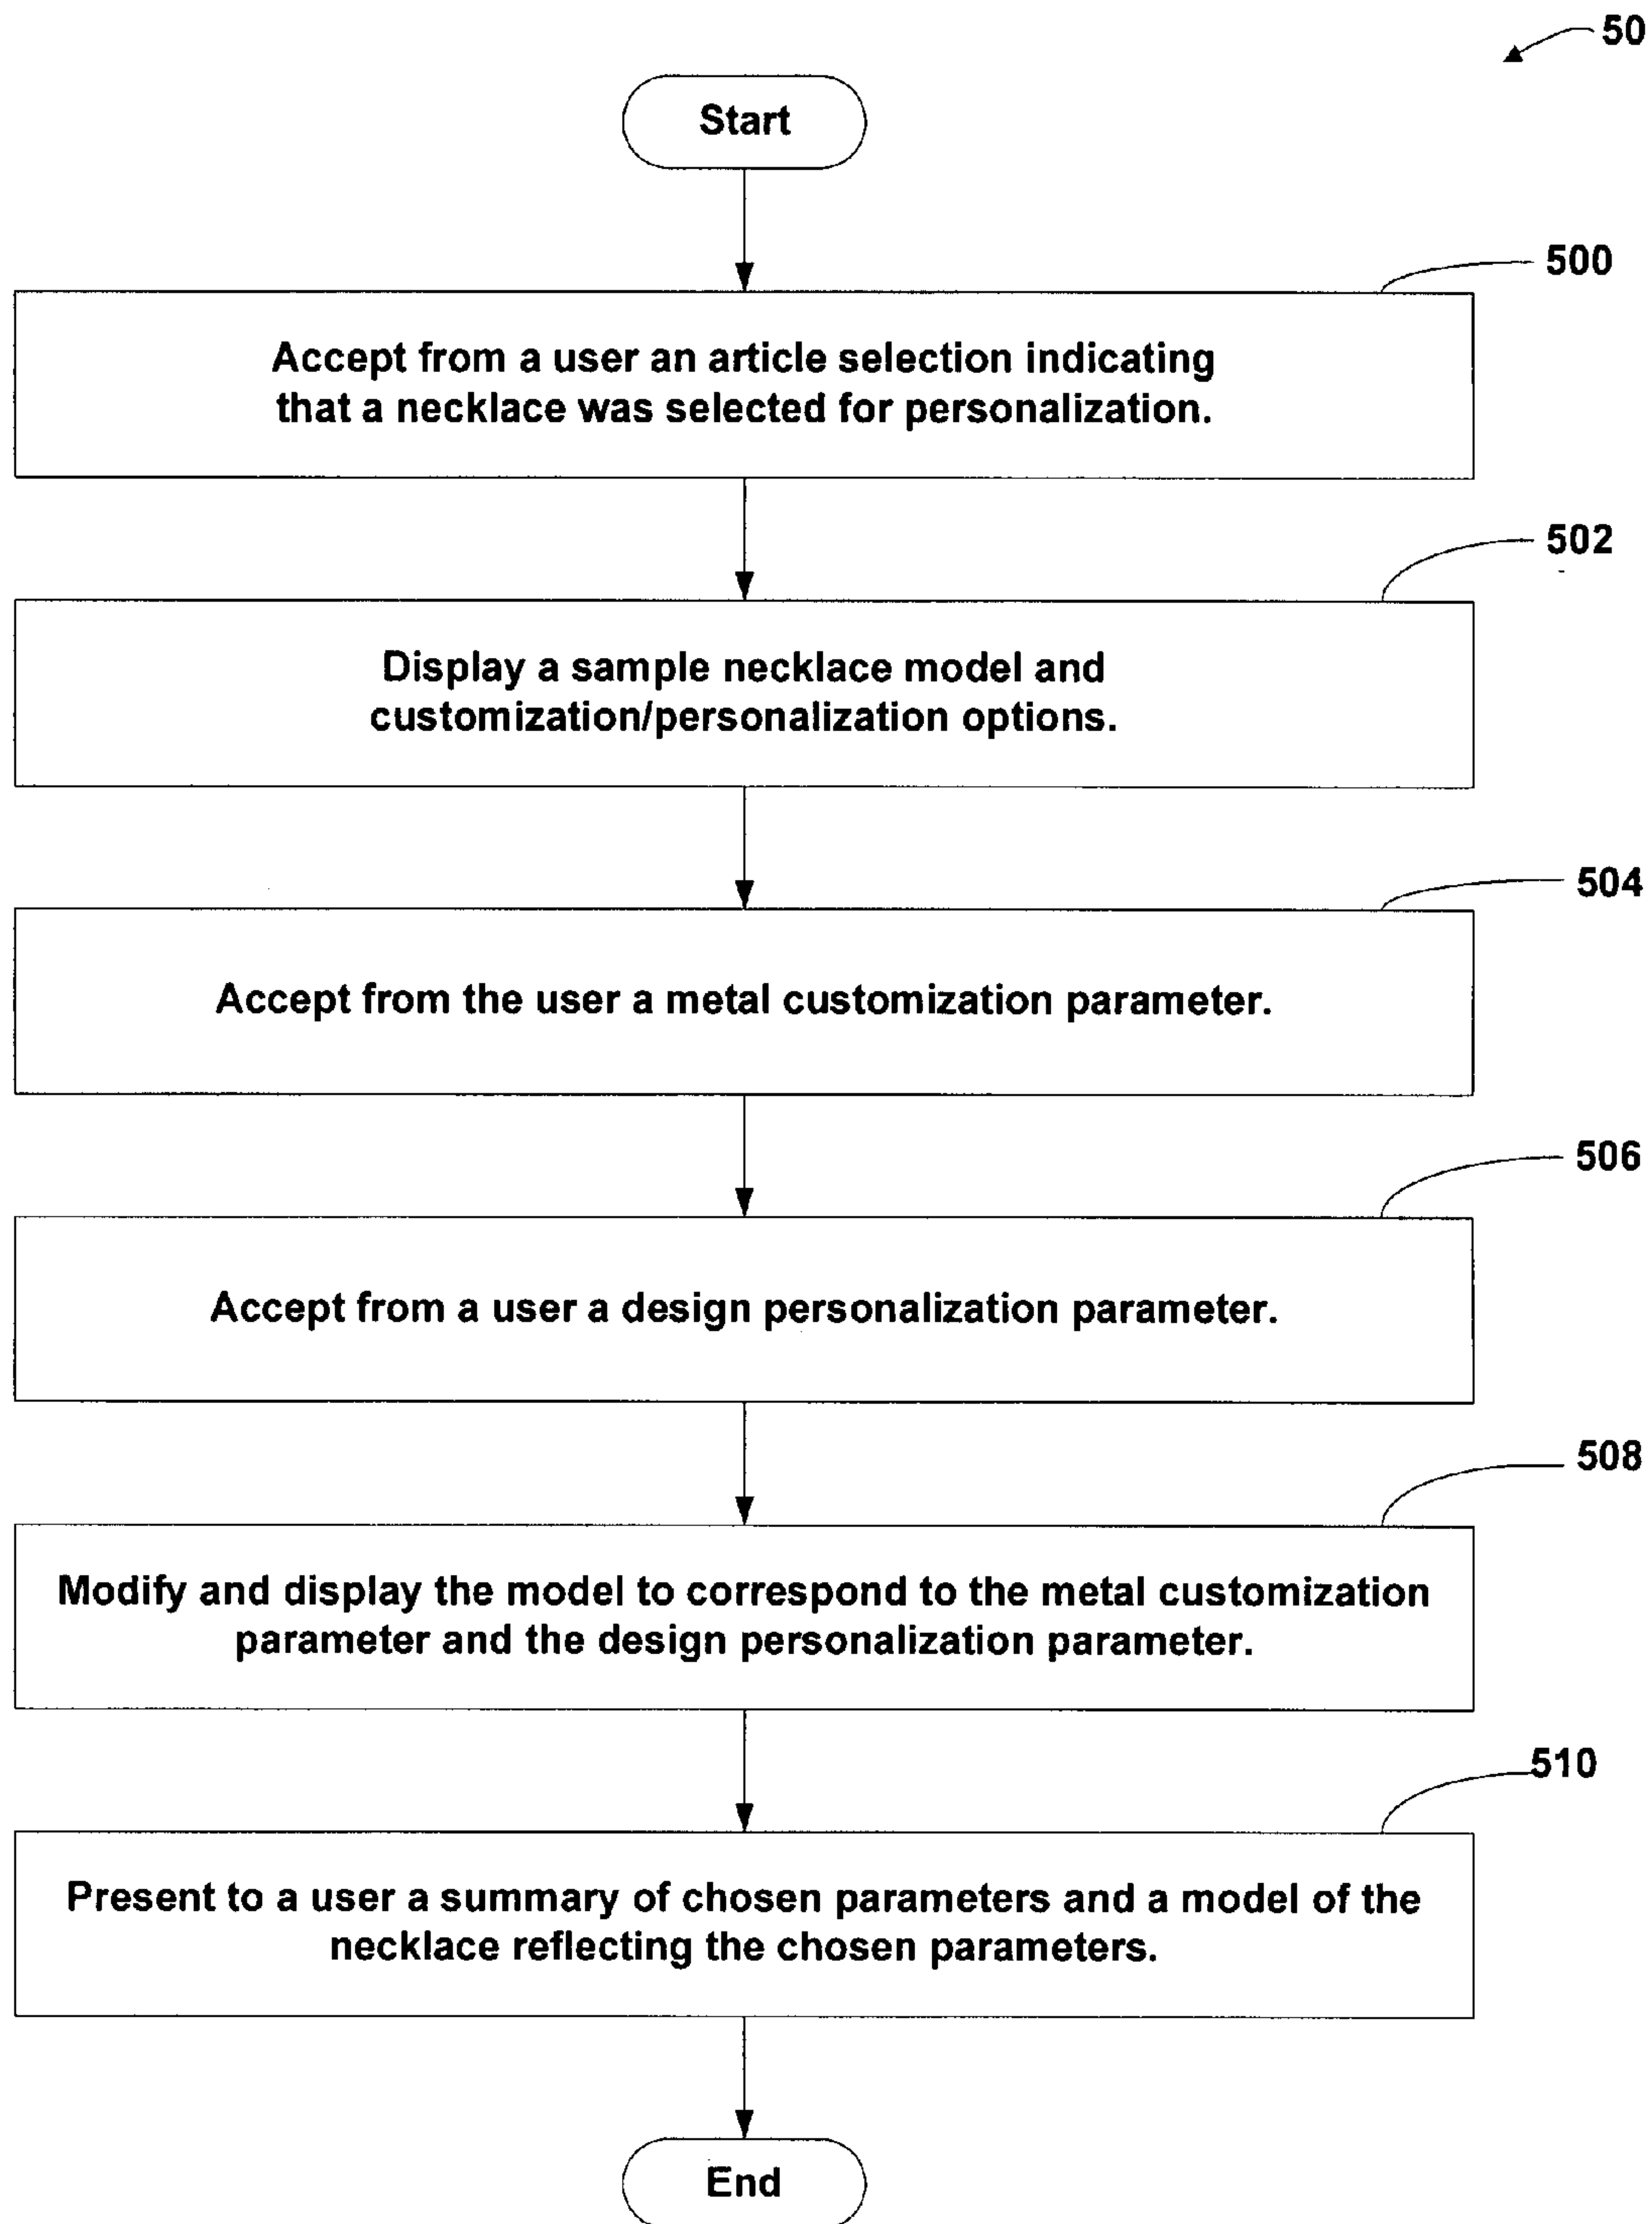 50
Start
500
Accept from a user an article selection indicating
that a necklace was selected for personalization.
502
Display a sample necklace model and
customization/personalization options.
504
Accept from the user a metal customization parameter.
506
Accept from a user a design personalization parameter.
508
Modify and display the model to correspond to the metal customization
parameter and the design personalization parameter.
510
Present to a user a summary of chosen parameters and a model of the
necklace reflecting the chosen parameters.
End